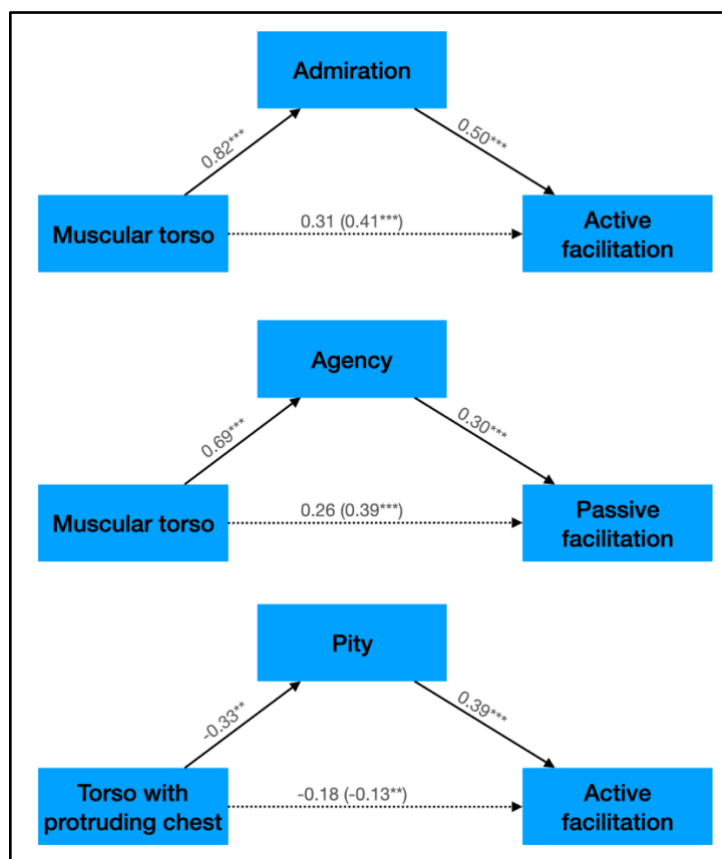 Admiration
0.82***
0.50***
Muscular torso
0.31 (0.41***)
Active
facilitation
Agency
0.69***
0.30***
Muscular torso
0.26 (0.39***)
Passive
facilitation
Pity
-0.33**
0.39***
Torso with
protruding chest
-0.18 (-0.13**)
Active
facilitation